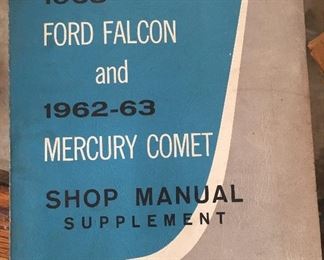 FORD FALCON
and
1962-63
MERCURY COMET
SHOP MANUAL
SUPPLEMENT